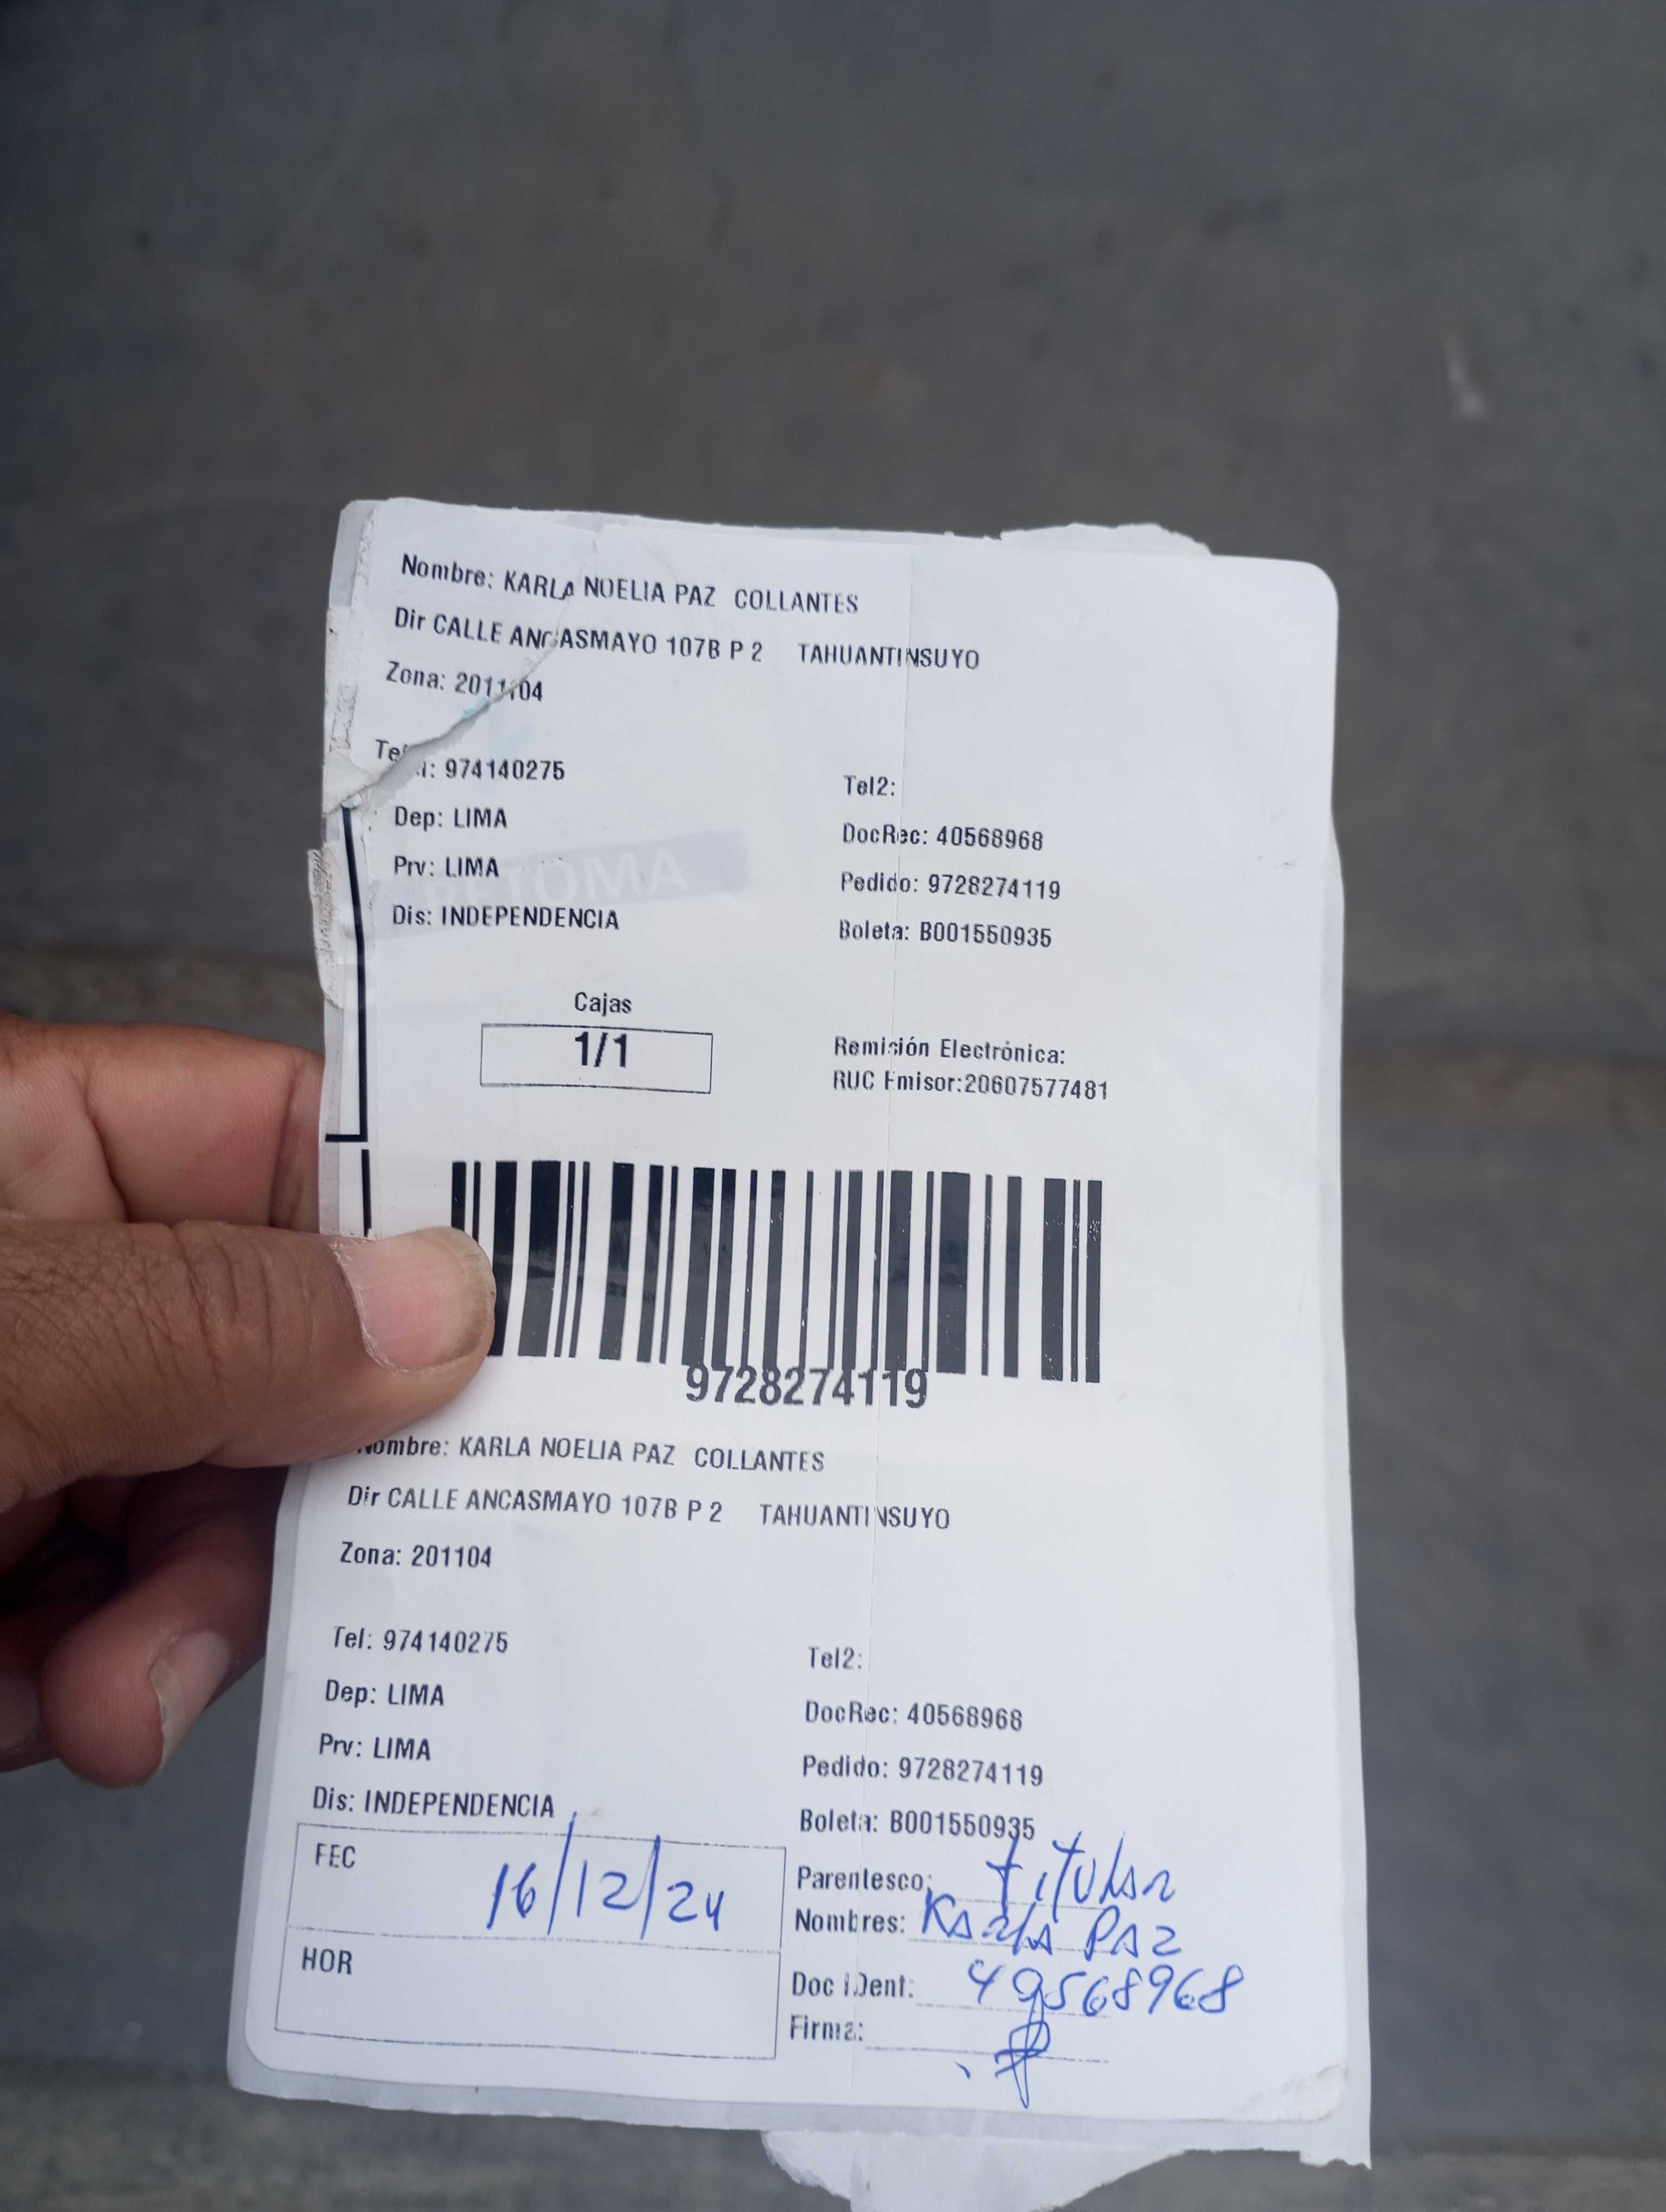 Nombre: KARLA NOELIA PAZ COLLANTES
Dir CALLE ANCASMAYO 107B P 2 TAHUANTINSUYO
Zona: 201104
Tel: 974140275
Tel2:
Dep: LIMA
DocRec: 40568968
Prv: LIMA
Pedido: 9728274119
Dis: INDEPENDENCIA
Boleta: B001550935
RETOMA
Cajas
1/1
Remisión Electrónica:
RUC Emisor:20607577481
9728274119
Nombre: KARLA NOELIA PAZ COLLANTES
Dir CALLE ANCASMAYO 107B P 2 TAHUANTINSUYO
Zona: 201104
Tel: 974140275
Tel2:
Dep: LIMA
DocRec: 40568968
Prv: LIMA
Pedido: 9728274119
Dis: INDEPENDENCIA
Boleta: B001550935
FEC 16/12/24
Parentesco: titular
Nombres: Karla PAZ
HOR
Doc iDent: 49568968
Firma: